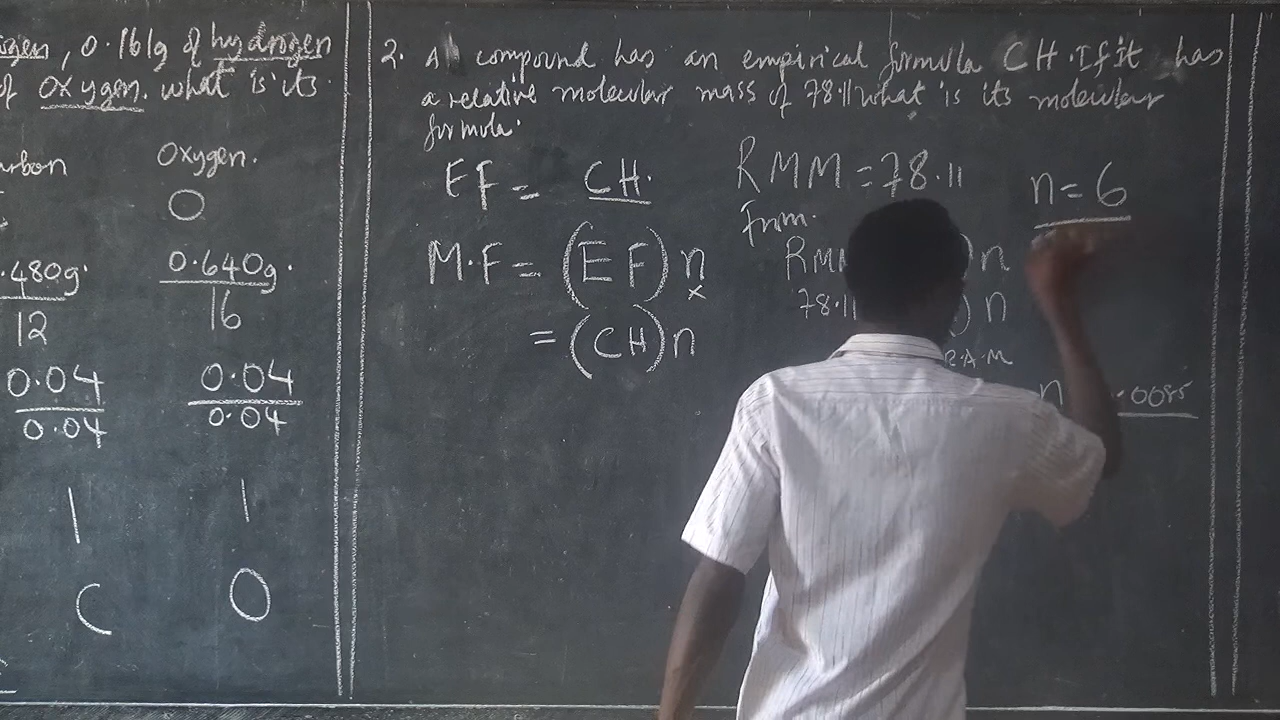 , 0.161g of hydrogen
of oxygen. what is its
oxygen.
O
.480g.
0.640g.
12
16
0.04
0.04
0.04
0.04
1
1
C
O
2. A compound has an empirical formula CH. If it has
a relative molecular mass of 78.11 what is its molecular
formula.
EF = CH.
M.F = (EF)n
x
= (CH)n
RMM = 78.11
from.
RMM )n
78.11 )n
R.A.M
n .0085
n = 6